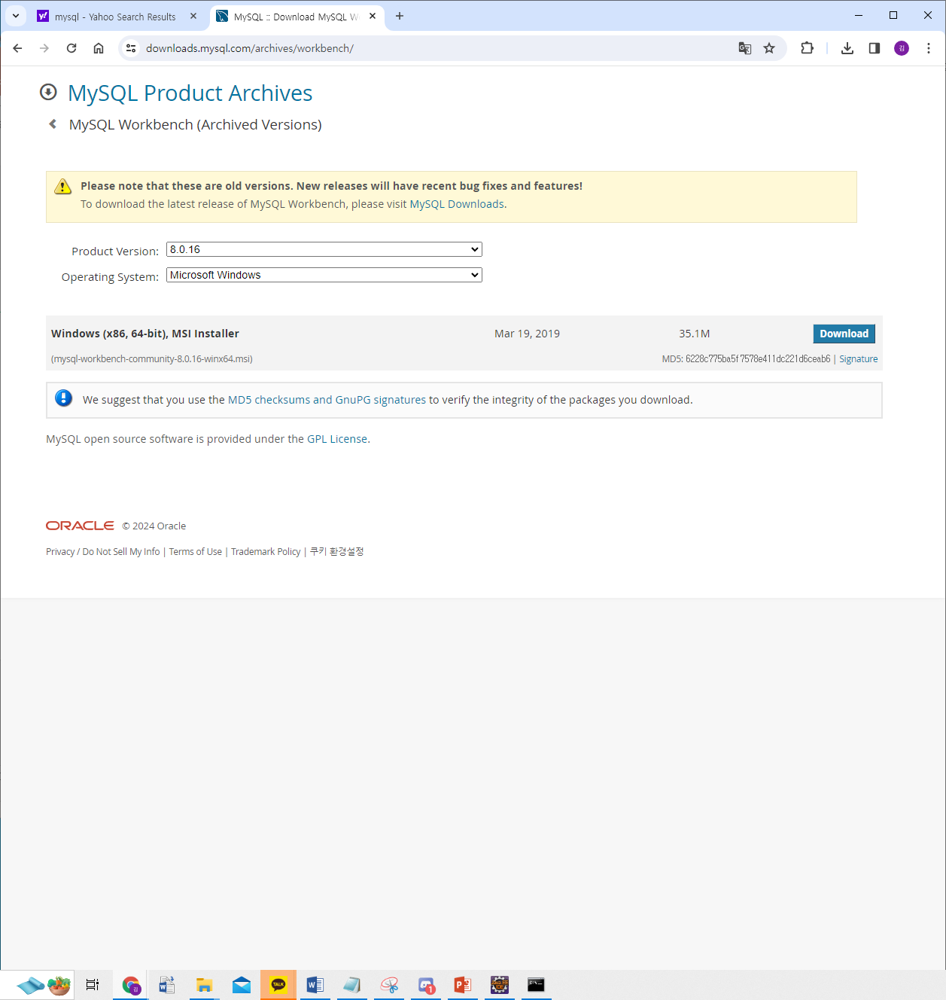 mysql - Yahoo Search Results
MySQL :: Download MySQL W
downloads.mysql.com/archives/workbench/
김
MySQL Product Archives
MySQL Workbench (Archived Versions)
Please note that these are old versions. New releases will have recent bug fixes and features!
To download the latest release of MySQL Workbench, please visit MySQL Downloads.
Product Version: 8.0.16
Operating System: Microsoft Windows
Windows (x86, 64-bit), MSI Installer Mar 19, 2019 35.1M Download
(mysql-workbench-community-8.0.16-winx64.msi) MD5: 6228c775ba5f7578e411dc221d6ceab6 | Signature
We suggest that you use the MD5 checksums and GnuPG signatures to verify the integrity of the packages you download.
MySQL open source software is provided under the GPL License.
ORACLE © 2024 Oracle
Privacy / Do Not Sell My Info | Terms of Use | Trademark Policy | 쿠키 환경설정
TALK
1